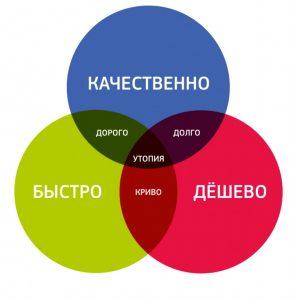 КАЧЕСТВЕННО
ДОРОГО
ДОЛГО
УТОПИЯ
БЫСТРО
КРИВО
ДЁШЕВО